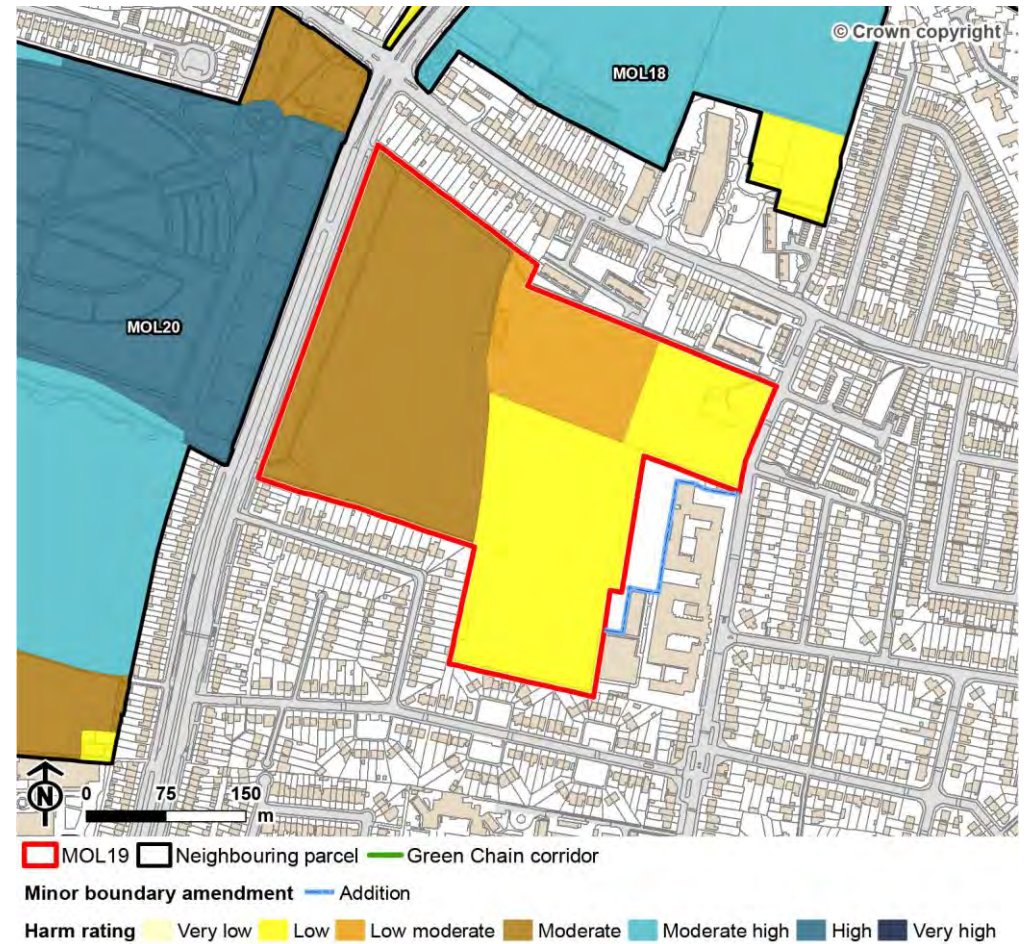 © Crown copyright
MOL18
MOL20
N
0 75 150
m
MOL19 Neighbouring parcel Green Chain corridor
Minor boundary amendment Addition
Harm rating Very low Low Low moderate Moderate Moderate high High Very high